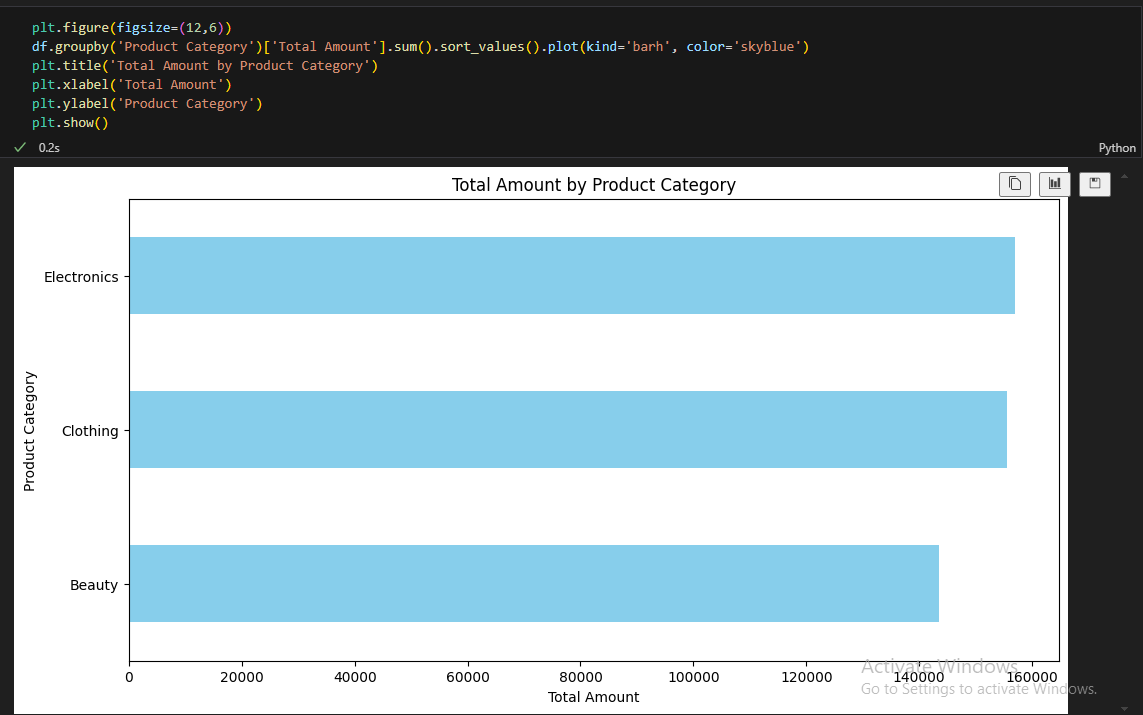 plt.figure(figsize=(12,6))
df.groupby('Product Category')['Total Amount'].sum().sort_values().plot(kind='barh', color='skyblue')
plt.title('Total Amount by Product Category')
plt.xlabel('Total Amount')
plt.ylabel('Product Category')
plt.show()
0.2s
Python
Total Amount by Product Category
Electronics
Clothing
Beauty
Product Category
0 20000 40000 60000 80000 100000 120000 140000 160000
Total Amount
Activate Windows
Go to Settings to activate Windows.